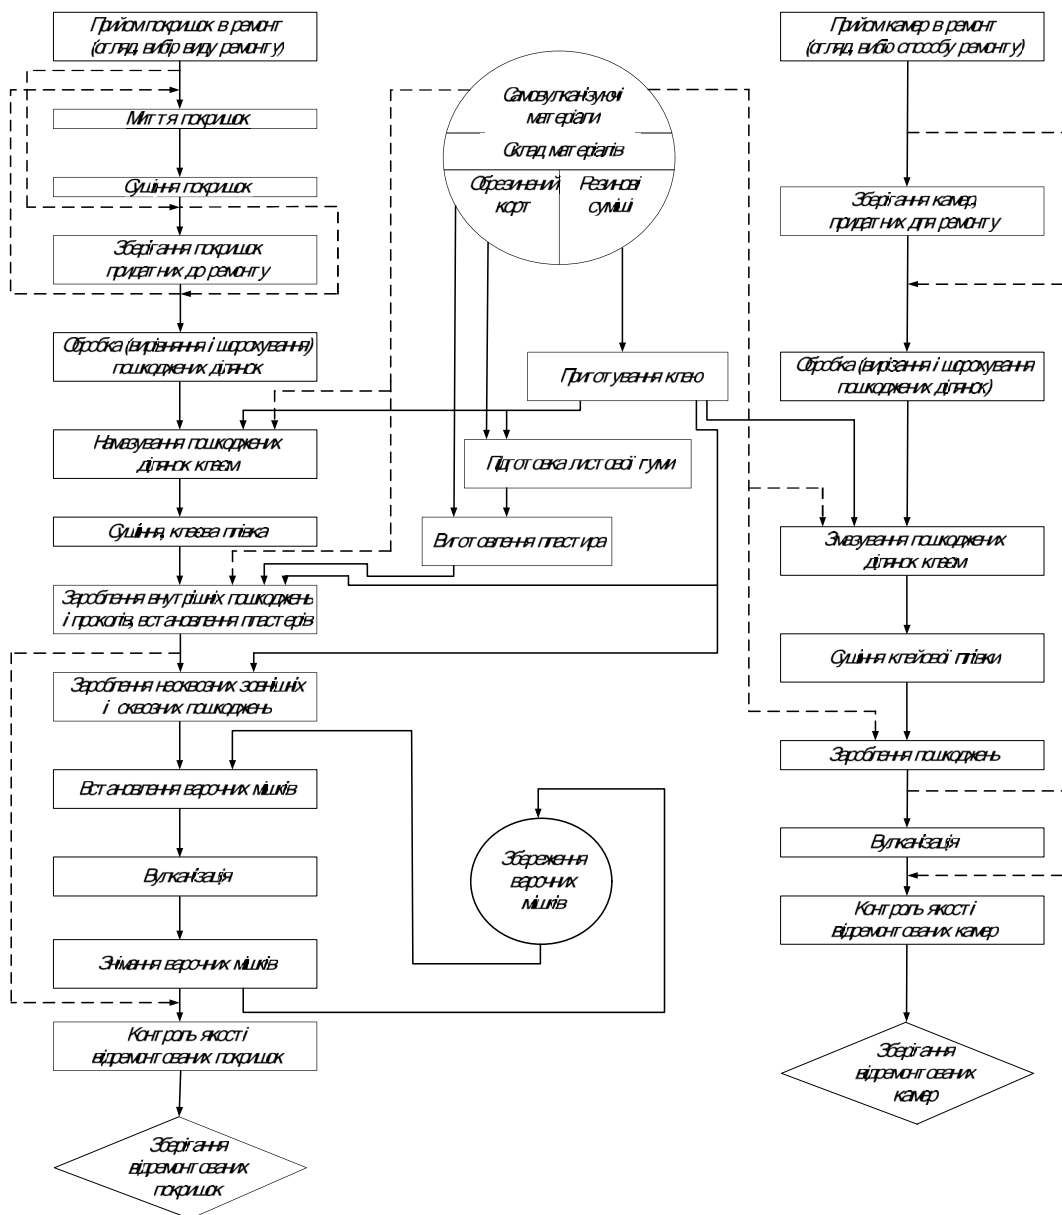 Прийом покришок в ремонт
(огляд, вибір виду ремонту)
Миття покришок
Сушіння покришок
Зберігання покришок
придатних до ремонту
Обробка (вирівняння і шорохування)
пошкоджених ділянок
Намазування пошкоджених
ділянок клеєм
Сушіння, клеєва плівка
Зароблення внутрішніх пошкоджень
і проколів, встановлення пластерів
Зароблення несквозних зовнішніх
і сквозних пошкоджень
Встановлення варочних мішків
Вулканізація
Знімання варочних мішків
Контроль якості
відремонтованих покришок
Зберігання
відремонтованих
покришок
Самовулканізуючі
матеріали
Склад матеріалів
Обрезинений
корт
Резинові
суміші
Приготування клею
Підготовка листової гуми
Виготовлення пластира
Збереження
варочних
мішків
Прийом камер в ремонт
(огляд, вибіо способу ремонту)
Зберігання камер,
придатних для ремонту
Обробка (вирізання і шорохування
пошкоджених ділянок)
Змазування пошкоджених
ділянок клеєм
Сушіння клейової плівки
Зароблення пошкоджень
Вулканізація
Контроль якості
відремонтованих камер
Зберігання
відремонтованих
камер